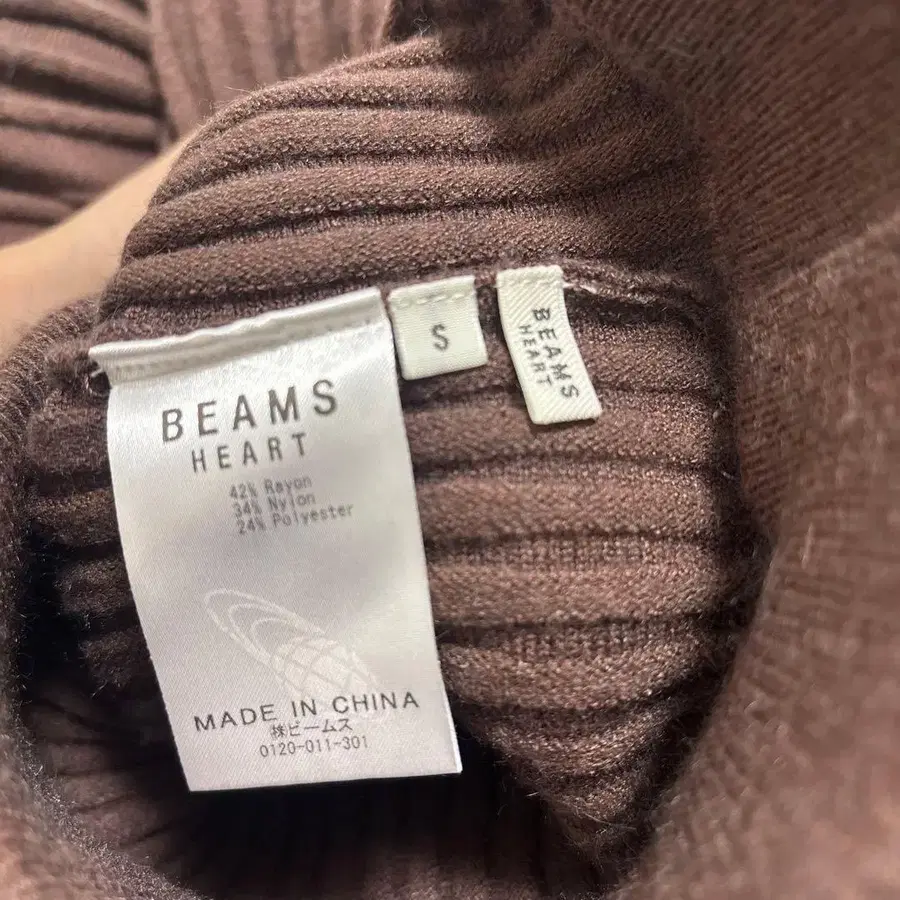 BEAMS
HEART
42% Rayon
34% Nylon
24% Polyester
MADE IN CHINA
㈱ビームス
0120-011-301
S
BEAMS
HEART